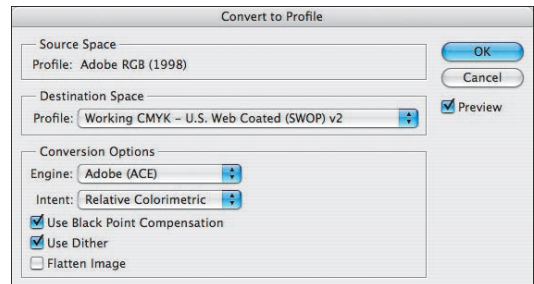 Convert to Profile
Source Space
Profile: Adobe RGB (1998)
Destination Space
Profile: Working CMYK – U.S. Web Coated (SWOP) v2
Conversion Options
Engine: Adobe (ACE)
Intent: Relative Colorimetric
Use Black Point Compensation
Use Dither
Flatten Image
OK
Cancel
Preview